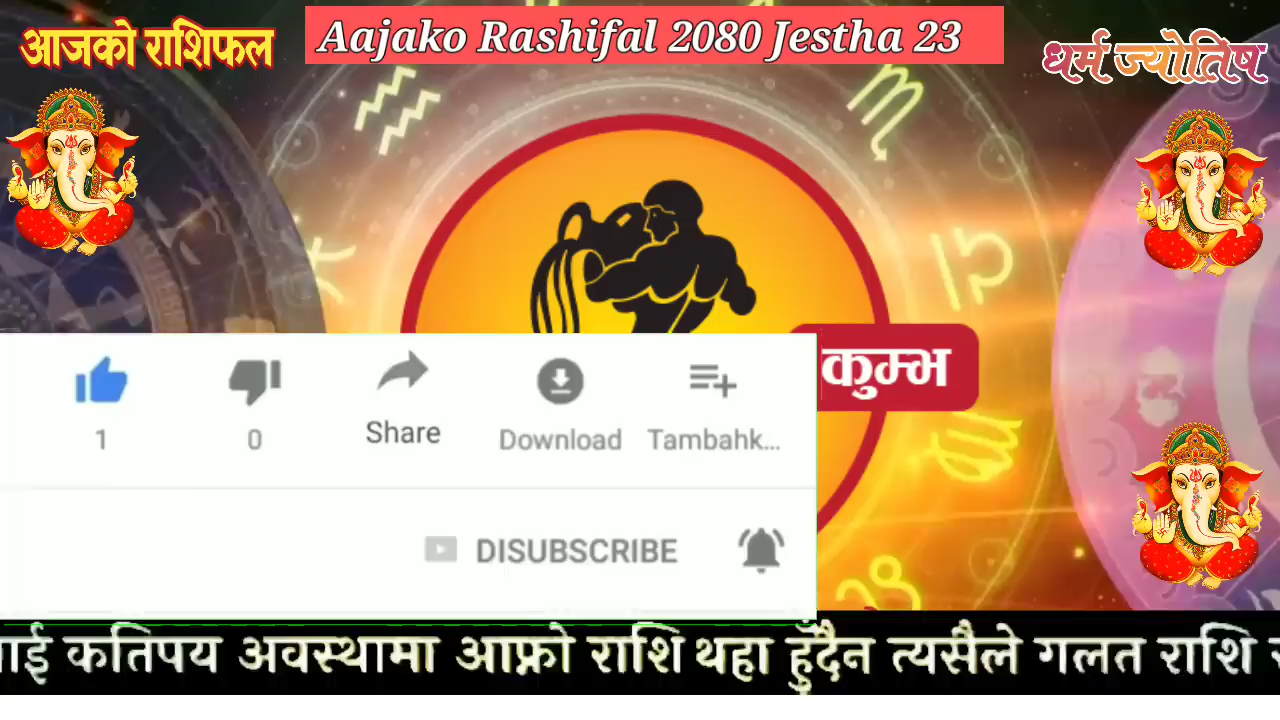 आजको राशिफल
Aajako Rashifal 2080 Jestha 23
धर्म ज्योतिष
कुम्भ
1 0 Share Download Tambahk...
DISUBSCRIBE
कतिपय अवस्थामा आफ्नो राशि थहा हुँदैन त्यसैले गलत राशि